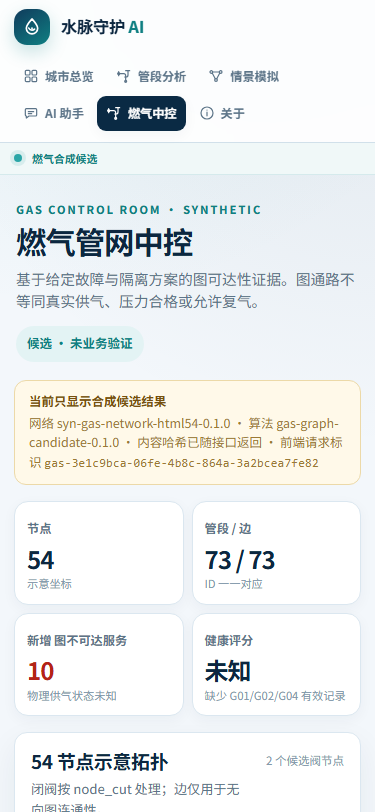 水脉守护 AI
城市总览 管段分析 情景模拟
AI 助手 燃气中控 关于
燃气合成候选
GAS CONTROL ROOM · SYNTHETIC
燃气管网中控
基于给定故障与隔离方案的图可达性证据。图通路不
等同真实供气、压力合格或允许复气。
候选 · 未业务验证
当前只显示合成候选结果
网络 syn-gas-network-html54-0.1.0 · 算法 gas-graph-
candidate-0.1.0 · 内容哈希已随接口返回 · 前端请求标
识 gas-3e1c9bca-06fe-4b8c-864a-3a2bcea7fe82
节点
54
示意坐标
管段 / 边
73 / 73
ID 一一对应
新增 图不可达服务
10
物理供气状态未知
健康评分
未知
缺少 G01/G02/G04 有效记录
54 节点示意拓扑
2 个候选阀节点
闭阀按 node_cut 处理；边仅用于无
向图连通性